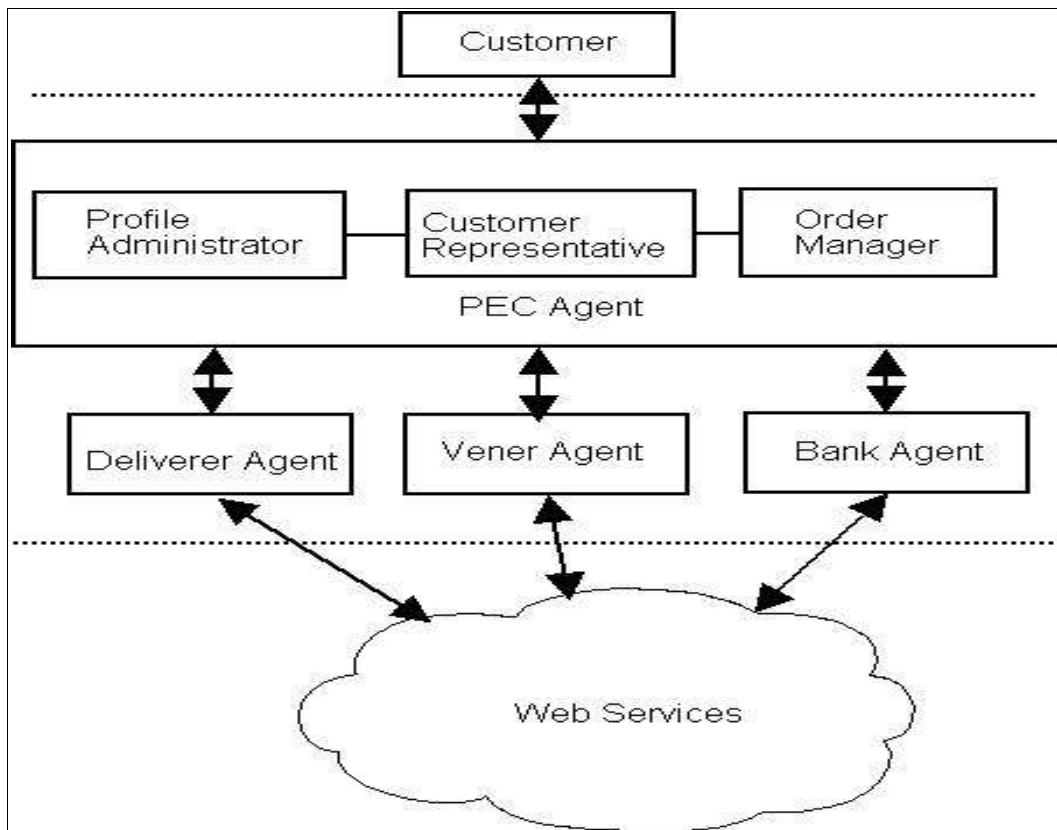 Customer
Profile
Administrator
Customer
Representative
Order
Manager
PEC Agent
Deliverer Agent
Vener Agent
Bank Agent
Web Services